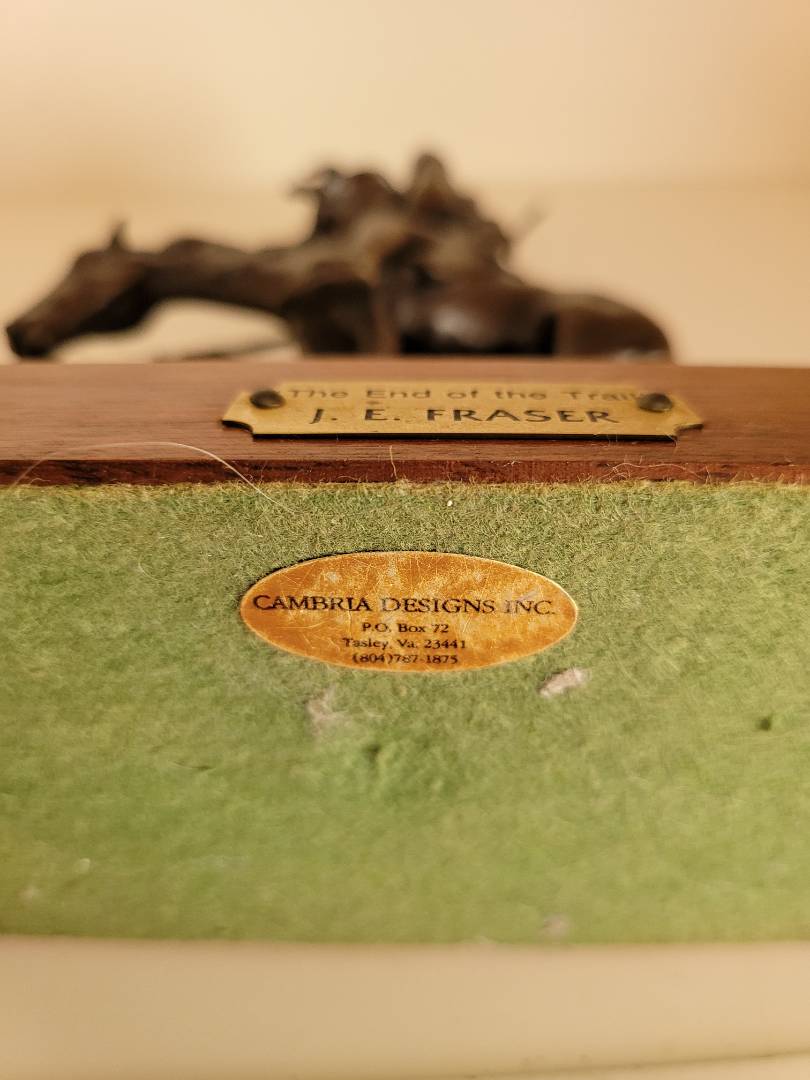 The End of the Trail
J. E. FRASER
CAMBRIA DESIGNS INC.
P.O. Box 72
Tasley, Va. 23441
(804)787-1875